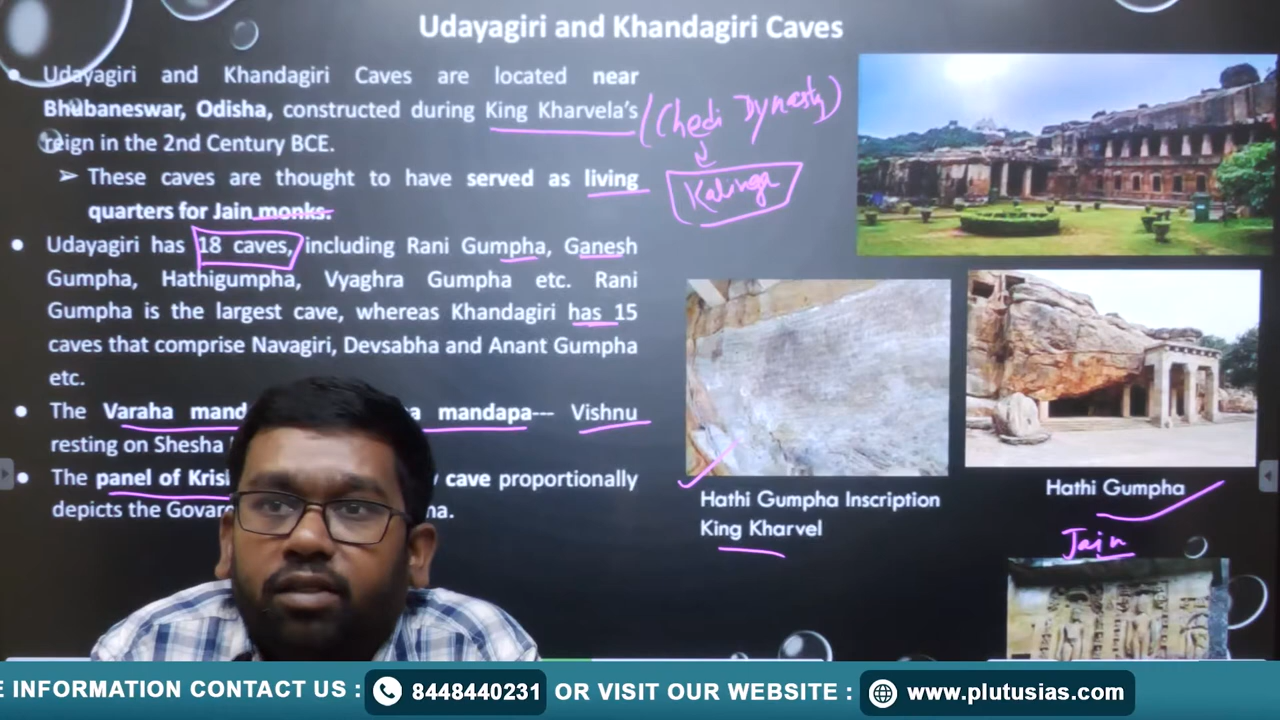 Udayagiri and Khandagiri Caves
Udayagiri and Khandagiri Caves are located near
Bhubaneswar, Odisha, constructed during King Kharvela's
reign in the 2nd Century BCE.
(Chedi Dynasty)
Kalinga
➢ These caves are thought to have served as living
quarters for Jain monks.
Udayagiri has 18 caves, including Rani Gumpha, Ganesh
Gumpha, Hathigumpha, Vyaghra Gumpha etc. Rani
Gumpha is the largest cave, whereas Khandagiri has 15
caves that comprise Navagiri, Devsabha and Anant Gumpha
etc.
The Varaha mand a mandapa--- Vishnu
resting on Shesha
The panel of Krish cave proportionally
depicts the Govar
Hathi Gumpha Inscription
King Kharvel
Hathi Gumpha
Jain
E INFORMATION CONTACT US : 8448440231 OR VISIT OUR WEBSITE : www.plutusias.com